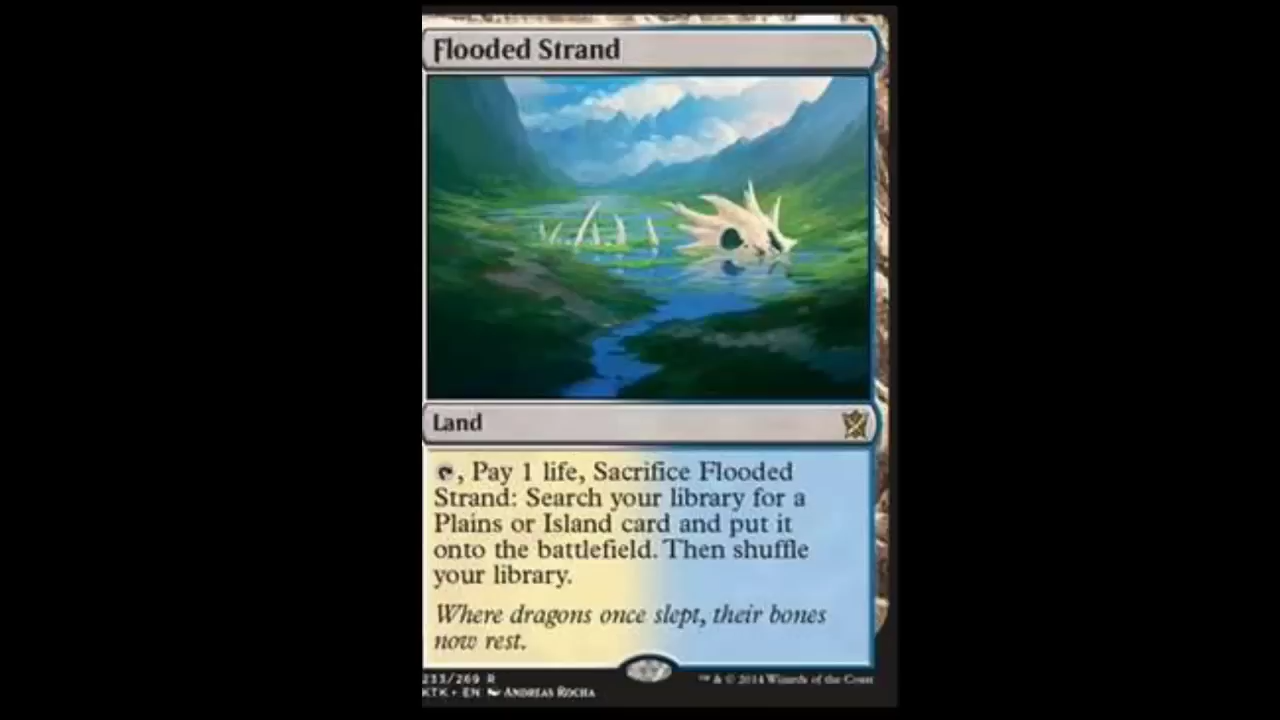 Flooded Strand
Land
, Pay 1 life, Sacrifice Flooded
Strand: Search your library for a
Plains or Island card and put it
onto the battlefield. Then shuffle
your library.
Where dragons once slept, their bones
now rest.
233/269 R
KTK • EN ANDREAS ROCHA
™ & © 2014 Wizards of the Coast